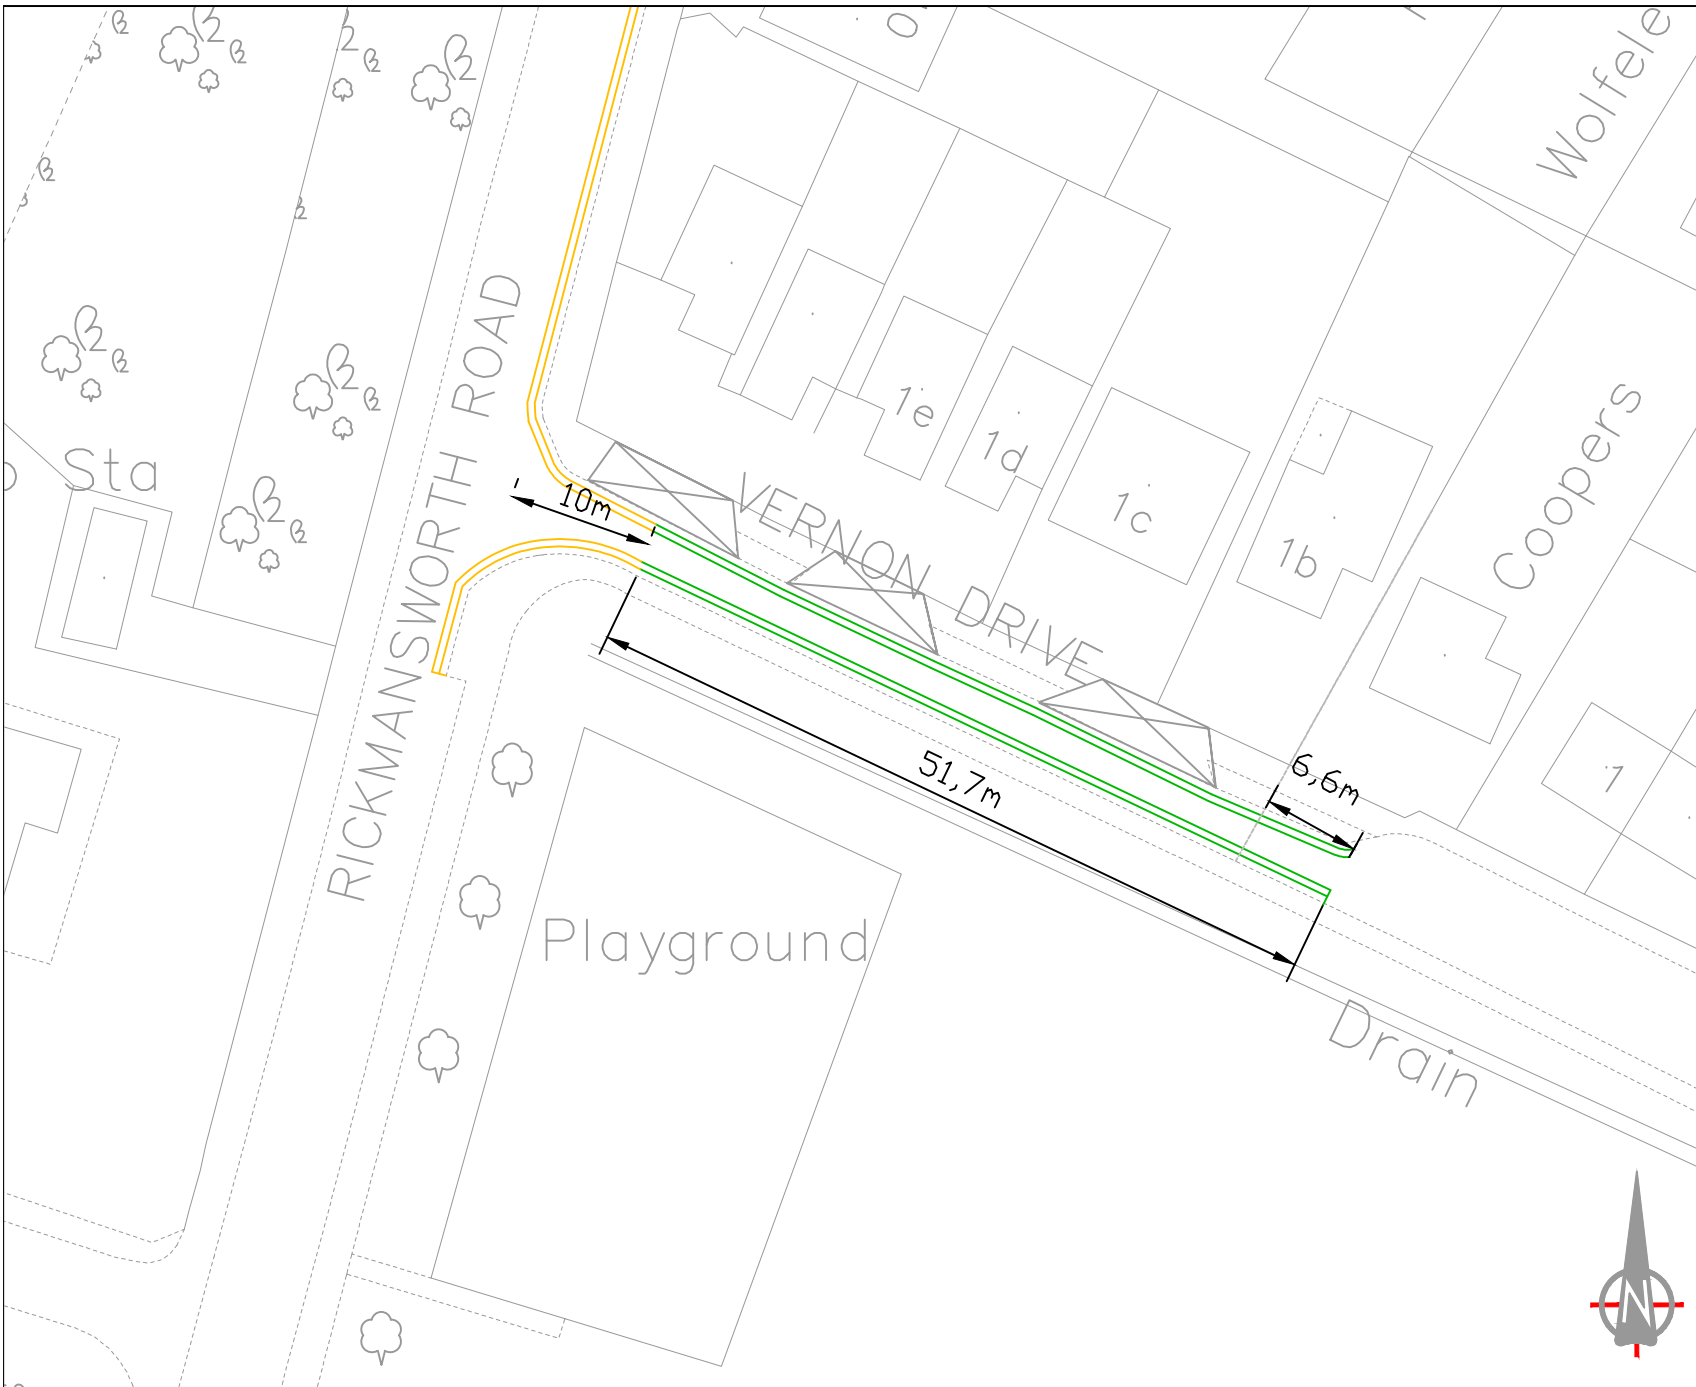 Wolfele
RICKMANSWORTH ROAD
Sta
10m
VERNON DRIVE
1e
1d
1c
1b
Coopers
1
51,7m
6,6m
Playground
Drain
N